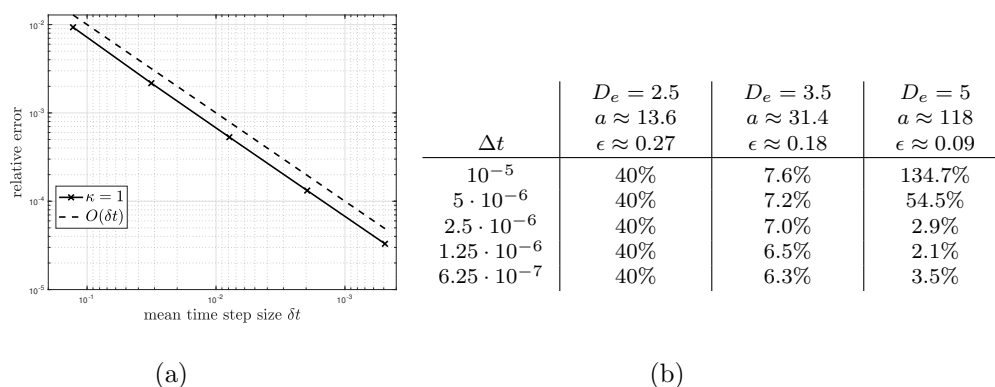 10⁻²
10⁻³
10⁻⁴
10⁻⁵
relative error
κ = 1
O(δt)
10⁻¹
10⁻²
10⁻³
mean time step size δt
(a)
Dₑ = 2.5 Dₑ = 3.5 Dₑ = 5
a ≈ 13.6 a ≈ 31.4 a ≈ 118
Δt ϵ ≈ 0.27 ϵ ≈ 0.18 ϵ ≈ 0.09
10⁻⁵ 40% 7.6% 134.7%
5 · 10⁻⁶ 40% 7.2% 54.5%
2.5 · 10⁻⁶ 40% 7.0% 2.9%
1.25 · 10⁻⁶ 40% 6.5% 2.1%
6.25 · 10⁻⁷ 40% 6.3% 3.5%
(b)